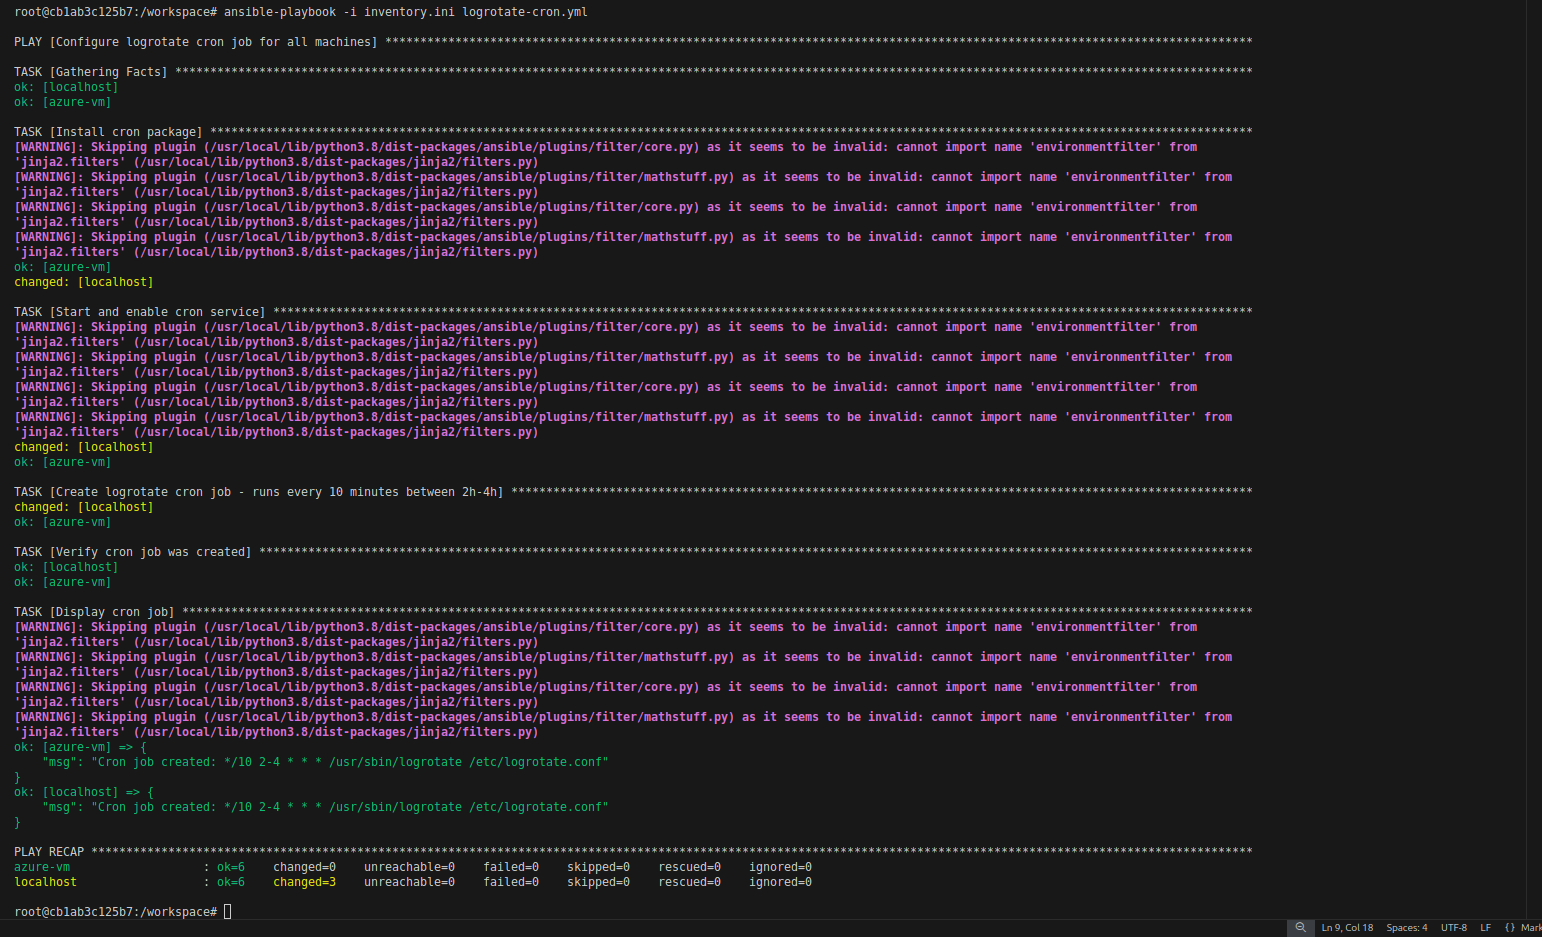 root@cb1ab3c125b7:/workspace# ansible-playbook -i inventory.ini logrotate-cron.yml
PLAY [Configure logrotate cron job for all machines] ****************************************************************************************************************************
TASK [Gathering Facts] **********************************************************************************************************************************************************
ok: [localhost]
ok: [azure-vm]
TASK [Install cron package] *****************************************************************************************************************************************************
[WARNING]: Skipping plugin (/usr/local/lib/python3.8/dist-packages/ansible/plugins/filter/core.py) as it seems to be invalid: cannot import name 'environmentfilter' from
'jinja2.filters' (/usr/local/lib/python3.8/dist-packages/jinja2/filters.py)
[WARNING]: Skipping plugin (/usr/local/lib/python3.8/dist-packages/ansible/plugins/filter/mathstuff.py) as it seems to be invalid: cannot import name 'environmentfilter' from
'jinja2.filters' (/usr/local/lib/python3.8/dist-packages/jinja2/filters.py)
[WARNING]: Skipping plugin (/usr/local/lib/python3.8/dist-packages/ansible/plugins/filter/core.py) as it seems to be invalid: cannot import name 'environmentfilter' from
'jinja2.filters' (/usr/local/lib/python3.8/dist-packages/jinja2/filters.py)
[WARNING]: Skipping plugin (/usr/local/lib/python3.8/dist-packages/ansible/plugins/filter/mathstuff.py) as it seems to be invalid: cannot import name 'environmentfilter' from
'jinja2.filters' (/usr/local/lib/python3.8/dist-packages/jinja2/filters.py)
ok: [azure-vm]
changed: [localhost]
TASK [Start and enable cron service] ********************************************************************************************************************************************
[WARNING]: Skipping plugin (/usr/local/lib/python3.8/dist-packages/ansible/plugins/filter/core.py) as it seems to be invalid: cannot import name 'environmentfilter' from
'jinja2.filters' (/usr/local/lib/python3.8/dist-packages/jinja2/filters.py)
[WARNING]: Skipping plugin (/usr/local/lib/python3.8/dist-packages/ansible/plugins/filter/mathstuff.py) as it seems to be invalid: cannot import name 'environmentfilter' from
'jinja2.filters' (/usr/local/lib/python3.8/dist-packages/jinja2/filters.py)
[WARNING]: Skipping plugin (/usr/local/lib/python3.8/dist-packages/ansible/plugins/filter/core.py) as it seems to be invalid: cannot import name 'environmentfilter' from
'jinja2.filters' (/usr/local/lib/python3.8/dist-packages/jinja2/filters.py)
[WARNING]: Skipping plugin (/usr/local/lib/python3.8/dist-packages/ansible/plugins/filter/mathstuff.py) as it seems to be invalid: cannot import name 'environmentfilter' from
'jinja2.filters' (/usr/local/lib/python3.8/dist-packages/jinja2/filters.py)
changed: [localhost]
ok: [azure-vm]
TASK [Create logrotate cron job - runs every 10 minutes between 2h-4h] **********************************************************************************************************
changed: [localhost]
ok: [azure-vm]
TASK [Verify cron job was created] **********************************************************************************************************************************************
ok: [localhost]
ok: [azure-vm]
TASK [Display cron job] *********************************************************************************************************************************************************
[WARNING]: Skipping plugin (/usr/local/lib/python3.8/dist-packages/ansible/plugins/filter/core.py) as it seems to be invalid: cannot import name 'environmentfilter' from
'jinja2.filters' (/usr/local/lib/python3.8/dist-packages/jinja2/filters.py)
[WARNING]: Skipping plugin (/usr/local/lib/python3.8/dist-packages/ansible/plugins/filter/mathstuff.py) as it seems to be invalid: cannot import name 'environmentfilter' from
'jinja2.filters' (/usr/local/lib/python3.8/dist-packages/jinja2/filters.py)
[WARNING]: Skipping plugin (/usr/local/lib/python3.8/dist-packages/ansible/plugins/filter/core.py) as it seems to be invalid: cannot import name 'environmentfilter' from
'jinja2.filters' (/usr/local/lib/python3.8/dist-packages/jinja2/filters.py)
[WARNING]: Skipping plugin (/usr/local/lib/python3.8/dist-packages/ansible/plugins/filter/mathstuff.py) as it seems to be invalid: cannot import name 'environmentfilter' from
'jinja2.filters' (/usr/local/lib/python3.8/dist-packages/jinja2/filters.py)
ok: [azure-vm] => {
    "msg": "Cron job created: */10 2-4 * * * /usr/sbin/logrotate /etc/logrotate.conf"
}
ok: [localhost] => {
    "msg": "Cron job created: */10 2-4 * * * /usr/sbin/logrotate /etc/logrotate.conf"
}
PLAY RECAP **********************************************************************************************************************************************************************
azure-vm                   : ok=6    changed=0    unreachable=0    failed=0    skipped=0    rescued=0    ignored=0
localhost                  : ok=6    changed=3    unreachable=0    failed=0    skipped=0    rescued=0    ignored=0
root@cb1ab3c125b7:/workspace#
Ln 9, Col 18 Spaces: 4 UTF-8 LF {} Mark